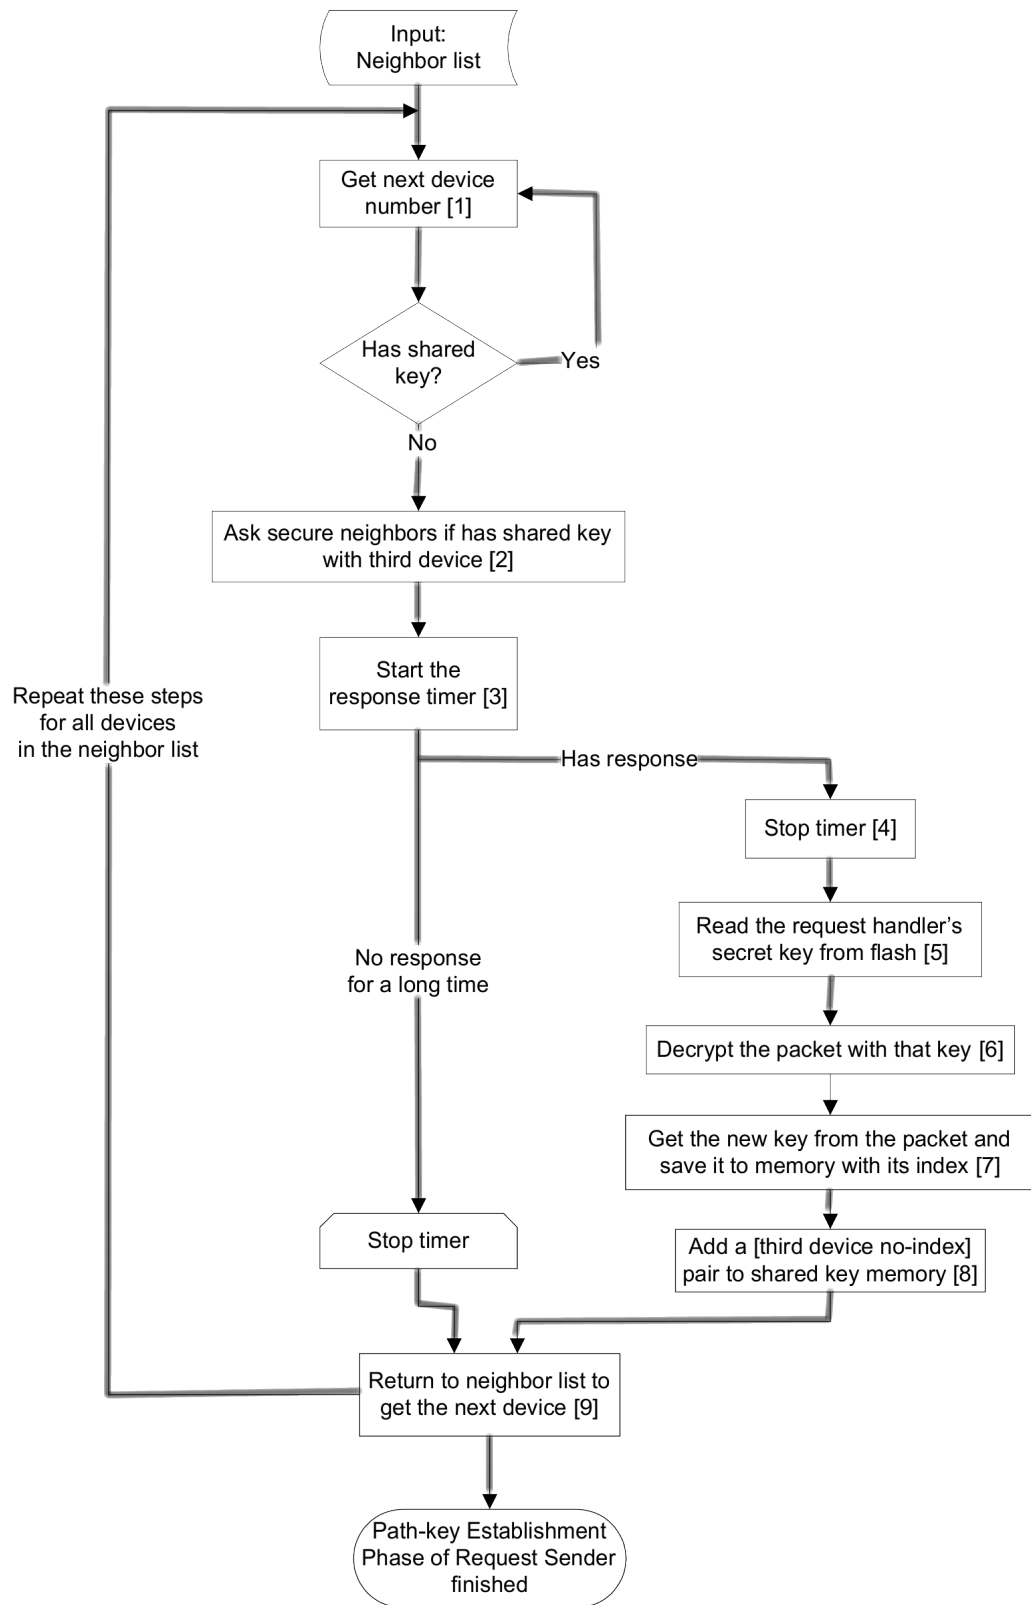 Input:
Neighbor list
Get next device
number [1]
Has shared
key?
Yes
No
Ask secure neighbors if has shared key
with third device [2]
Start the
response timer [3]
Repeat these steps
for all devices
in the neighbor list
Has response
Stop timer [4]
Read the request handler’s
secret key from flash [5]
No response
for a long time
Decrypt the packet with that key [6]
Get the new key from the packet and
save it to memory with its index [7]
Stop timer
Add a [third device no-index]
pair to shared key memory [8]
Return to neighbor list to
get the next device [9]
Path-key Establishment
Phase of Request Sender
finished